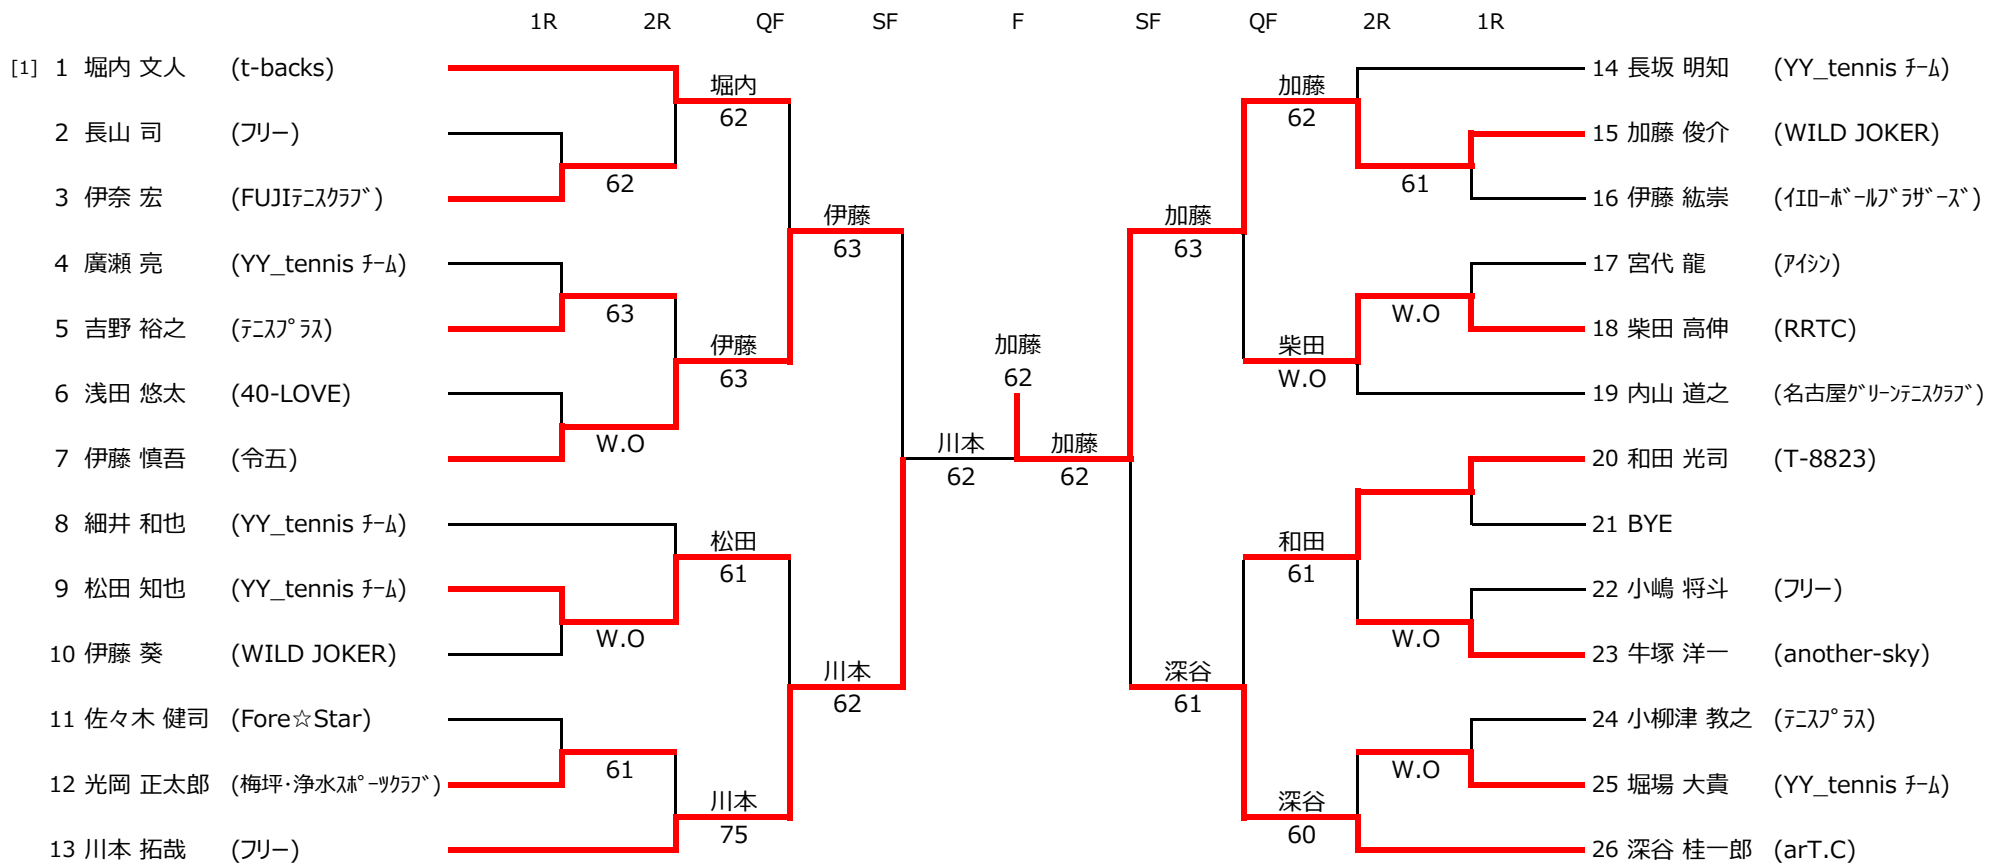 1R 2R QF SF F SF QF 2R 1R
[1] 1 堀内 文人 (t-backs)
2 長山 司 (フリー)
3 伊奈 宏 (FUJIﾃﾆｽｸﾗﾌﾞ)
4 廣瀬 亮 (YY_tennis ﾁｰﾑ)
5 吉野 裕之 (ﾃﾆｽﾌﾟﾗｽ)
6 浅田 悠太 (40-LOVE)
7 伊藤 慎吾 (令五)
8 細井 和也 (YY_tennis ﾁｰﾑ)
9 松田 知也 (YY_tennis ﾁｰﾑ)
10 伊藤 葵 (WILD JOKER)
11 佐々木 健司 (Fore☆Star)
12 光岡 正太郎 (梅坪・浄水ｽﾎﾟｰﾂｸﾗﾌﾞ)
13 川本 拓哉 (フリー)
62
63
W.O
W.O
61
堀内
62
伊藤
63
松田
61
川本
75
伊藤
63
川本
62
川本
62
加藤
62
加藤
62
加藤
63
深谷
61
加藤
62
柴田
W.O
和田
61
深谷
60
61
W.O
W.O
W.O
14 長坂 明知 (YY_tennis ﾁｰﾑ)
15 加藤 俊介 (WILD JOKER)
16 伊藤 紘崇 (ｲｴﾛｰﾎﾞｰﾙﾌﾞﾗｻﾞｰｽﾞ)
17 宮代 龍 (ｱｲｼﾝ)
18 柴田 高伸 (RRTC)
19 内山 道之 (名古屋ｸﾞﾘｰﾝﾃﾆｽｸﾗﾌﾞ)
20 和田 光司 (T-8823)
21 BYE
22 小嶋 将斗 (フリー)
23 牛塚 洋一 (another-sky)
24 小柳津 教之 (ﾃﾆｽﾌﾟﾗｽ)
25 堀場 大貴 (YY_tennis ﾁｰﾑ)
26 深谷 桂一郎 (arT.C)